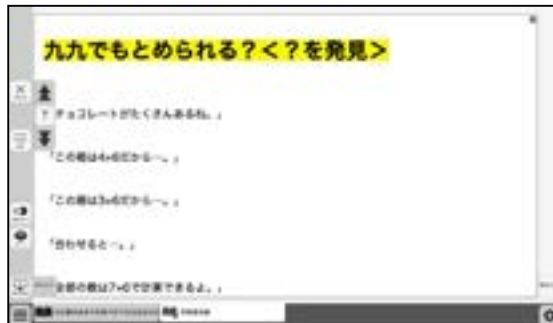 九九でもとめられる？＜？を発見＞
チョコレートがたくさんあるね。」
「この箱は4×6だから…。」
「この箱は3×6だから…。」
「合わせると…。」
全部の数は7×6で計算できるよ。」